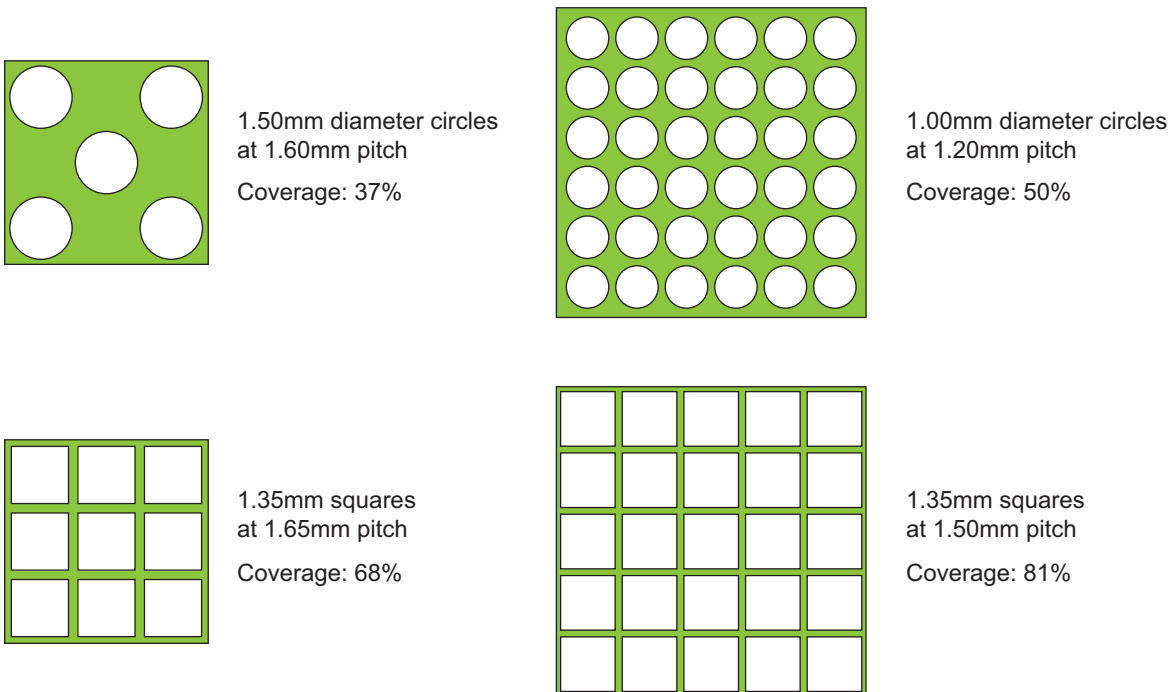 1.50mm diameter circles
at 1.60mm pitch
Coverage: 37%
1.00mm diameter circles
at 1.20mm pitch
Coverage: 50%
1.35mm squares
at 1.65mm pitch
Coverage: 68%
1.35mm squares
at 1.50mm pitch
Coverage: 81%